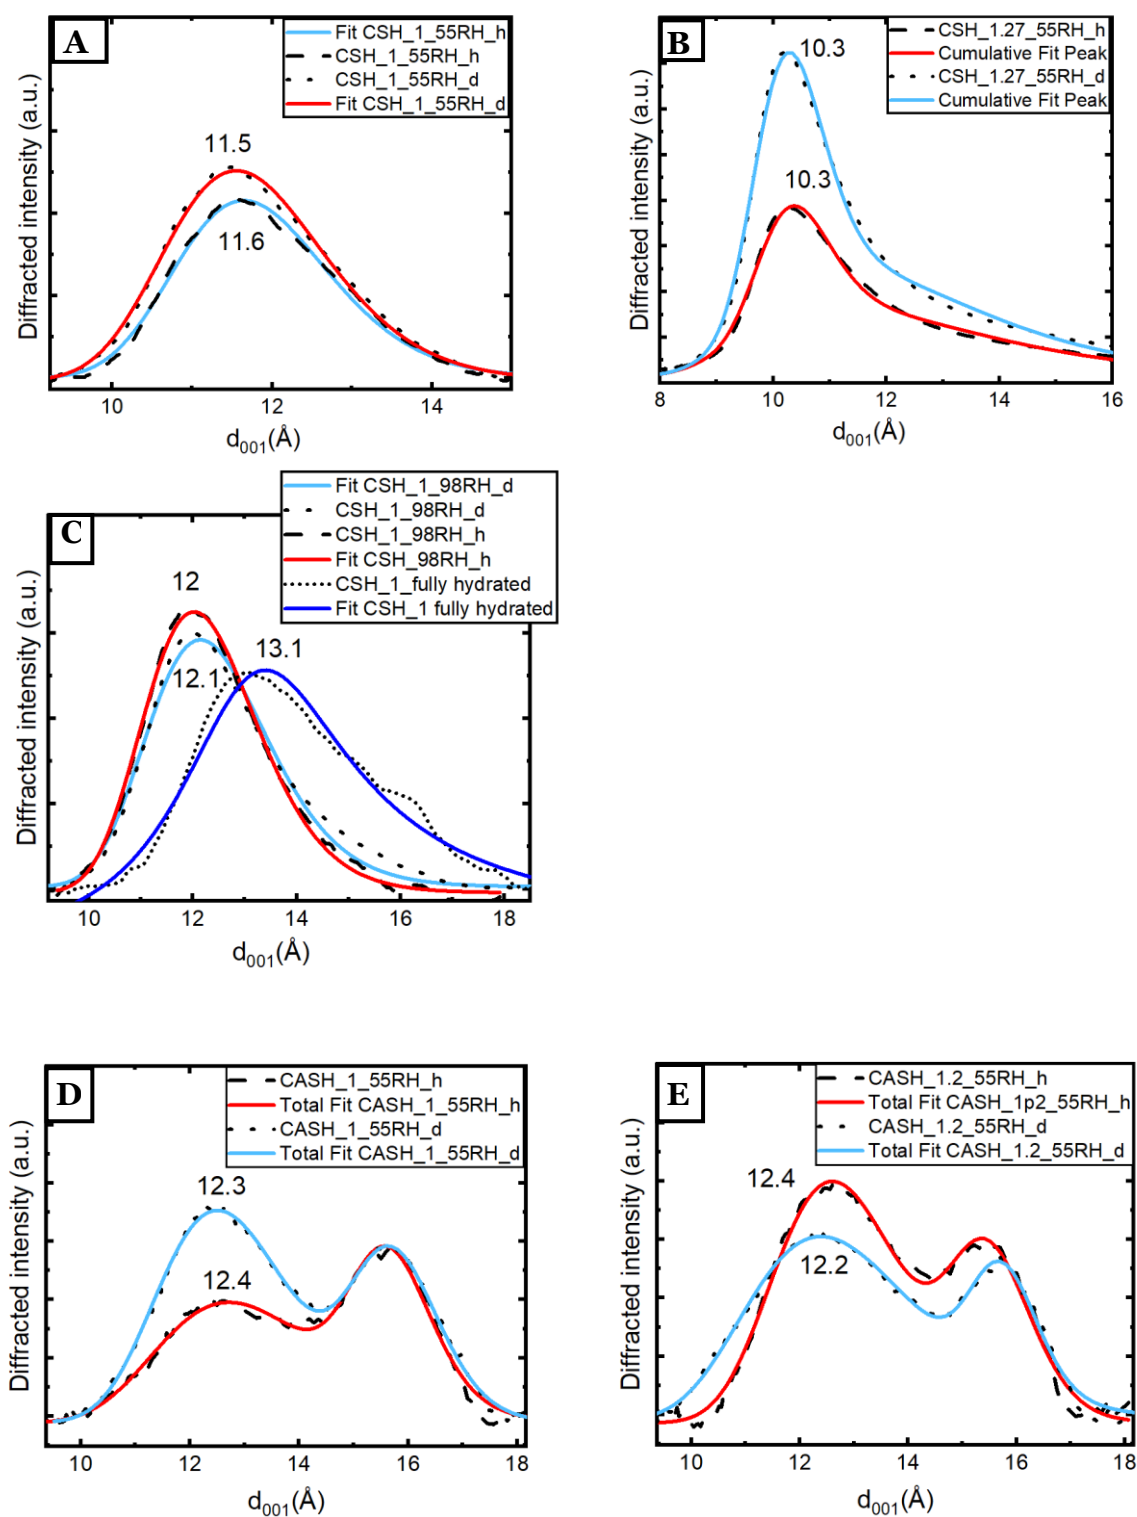 A
Fit CSH_1_55RH_h
CSH_1_55RH_h
CSH_1_55RH_d
Fit CSH_1_55RH_d
11.5
11.6
Diffracted intensity (a.u.)
10 12 14
d001(Å)
B
CSH_1.27_55RH_h
Cumulative Fit Peak
CSH_1.27_55RH_d
Cumulative Fit Peak
10.3
10.3
Diffracted intensity (a.u.)
8 10 12 14 16
d001(Å)
C
Fit CSH_1_98RH_d
CSH_1_98RH_d
CSH_1_98RH_h
Fit CSH_98RH_h
CSH_1_fully hydrated
Fit CSH_1 fully hydrated
12
13.1
12.1
Diffracted intensity (a.u.)
10 12 14 16 18
d001(Å)
D
CASH_1_55RH_h
Total Fit CASH_1_55RH_h
CASH_1_55RH_d
Total Fit CASH_1_55RH_d
12.3
12.4
Diffracted intensity (a.u.)
10 12 14 16 18
d001(Å)
E
CASH_1.2_55RH_h
Total Fit CASH_1p2_55RH_h
CASH_1.2_55RH_d
Total Fit CASH_1.2_55RH_d
12.4
12.2
Diffracted intensity (a.u.)
10 12 14 16 18
d001(Å)